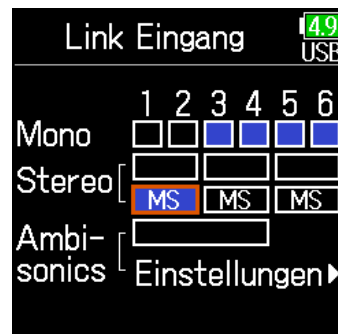 Link Eingang
4.9
USB
1 2 3 4 5 6
Mono
Stereo
MS MS MS
Ambi-
sonics
Einstellungen